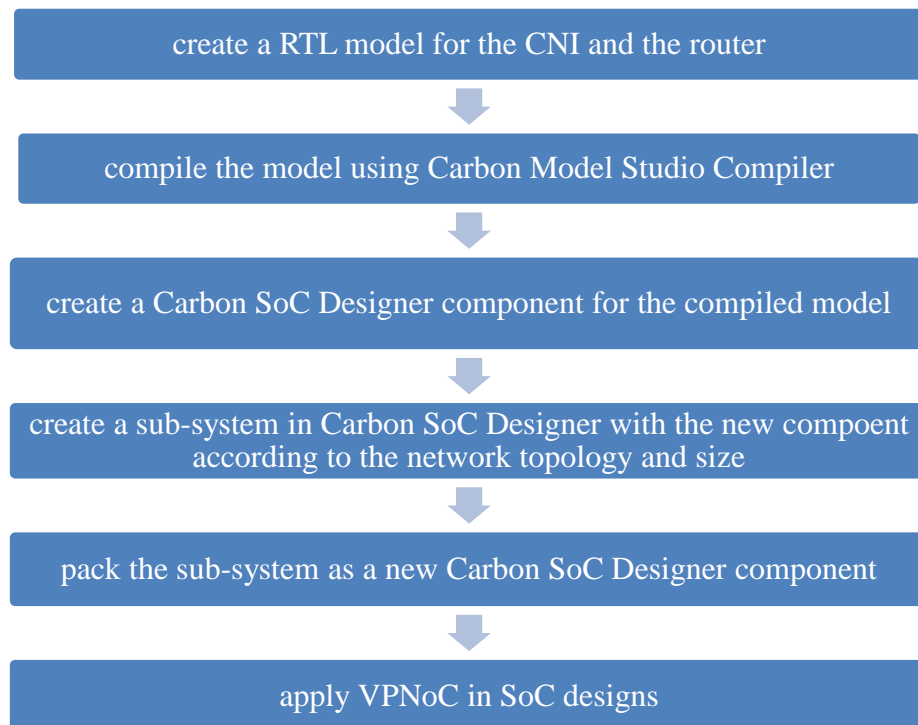 create a RTL model for the CNI and the router
compile the model using Carbon Model Studio Compiler
create a Carbon SoC Designer component for the compiled model
create a sub-system in Carbon SoC Designer with the new compoent
according to the network topology and size
pack the sub-system as a new Carbon SoC Designer component
apply VPNoC in SoC designs